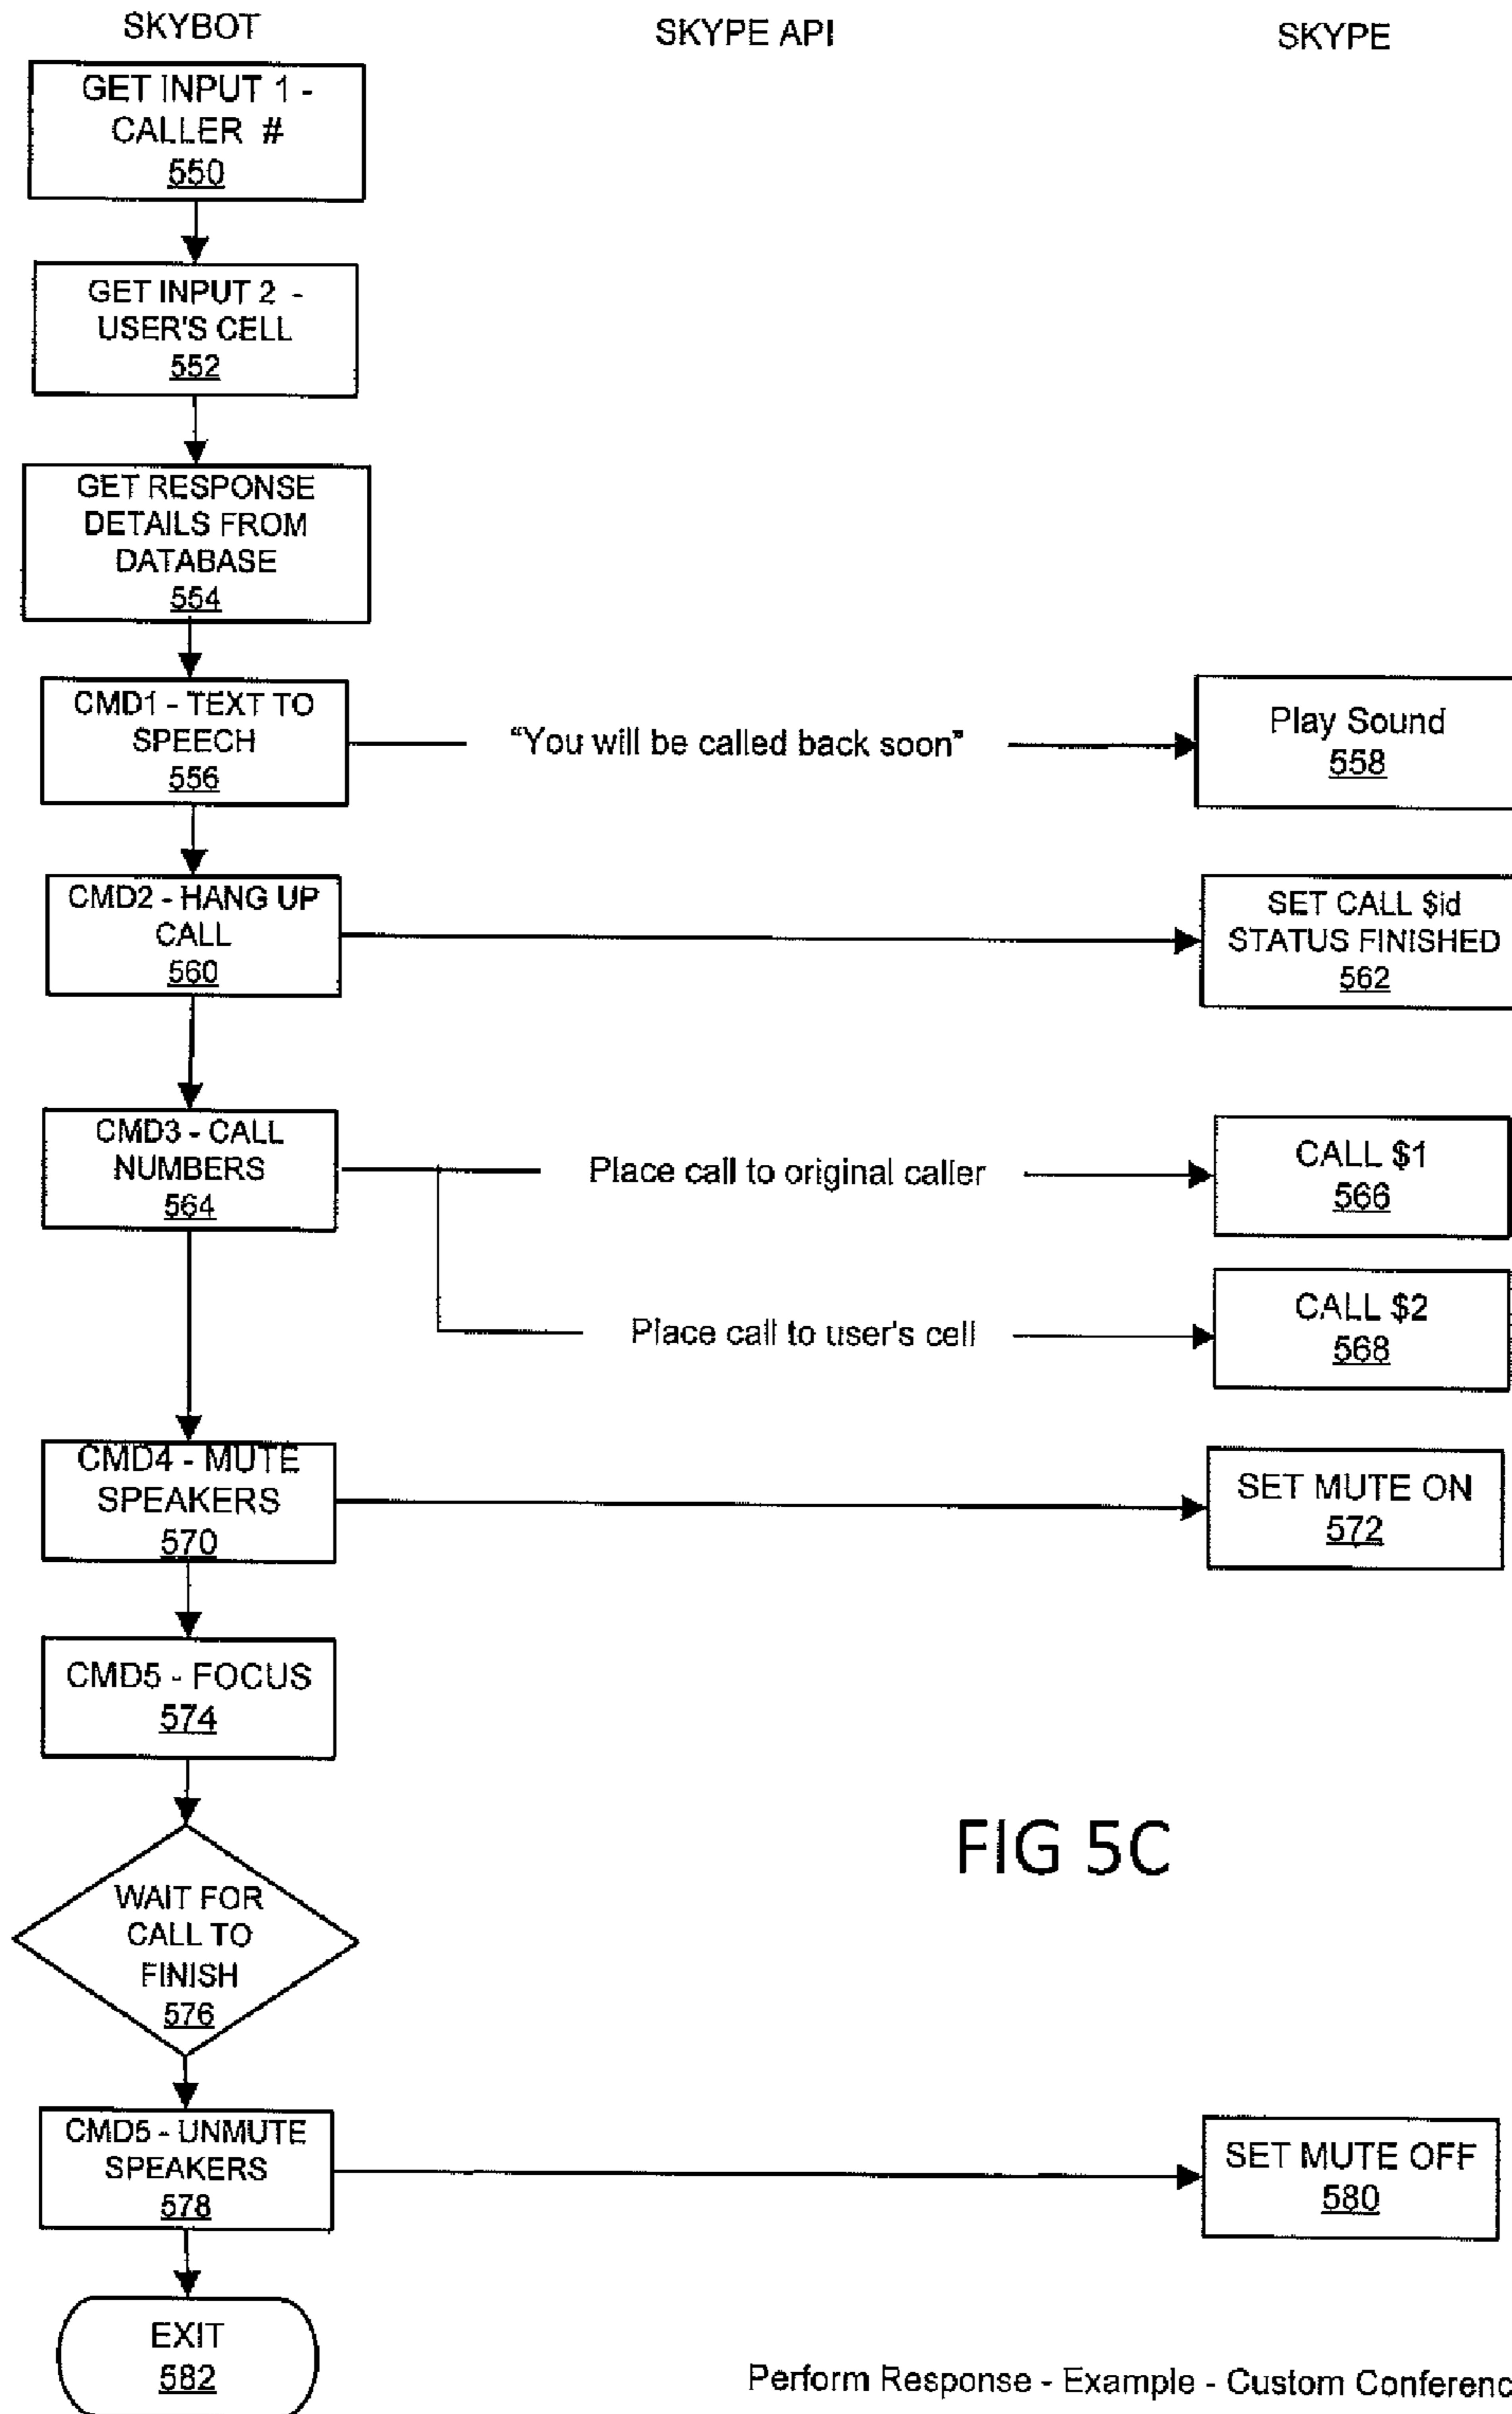 SKYBOT
SKYPE API
SKYPE
GET INPUT 1 -
CALLER #
550
GET INPUT 2 -
USER'S CELL
552
GET RESPONSE
DETAILS FROM
DATABASE
554
CMD1 - TEXT TO
SPEECH
556
"You will be called back soon"
Play Sound
558
CMD2 - HANG UP
CALL
560
SET CALL $id
STATUS FINISHED
562
CMD3 - CALL
NUMBERS
564
Place call to original caller
CALL $1
566
Place call to user's cell
CALL $2
568
CMD4 - MUTE
SPEAKERS
570
SET MUTE ON
572
CMD5 - FOCUS
574
FIG 5C
WAIT FOR
CALL TO
FINISH
576
CMD5 - UNMUTE
SPEAKERS
578
SET MUTE OFF
580
EXIT
582
Perform Response - Example - Custom Conferenc